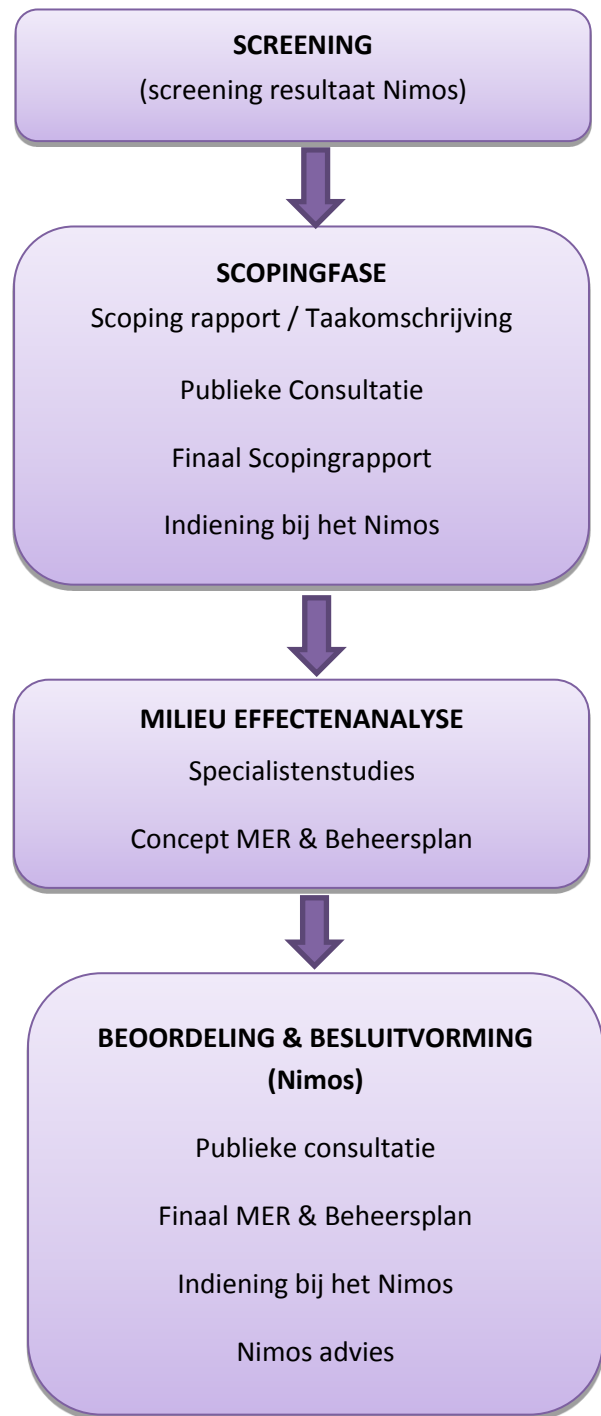 SCREENING
(screening resultaat Nimos)
SCOPINGFASE
Scoping rapport / Taakomschrijving
Publieke Consultatie
Finaal Scopingrapport
Indiening bij het Nimos
MILIEU EFFECTENANALYSE
Specialistenstudies
Concept MER & Beheersplan
BEOORDELING & BESLUITVORMING
(Nimos)
Publieke consultatie
Finaal MER & Beheersplan
Indiening bij het Nimos
Nimos advies